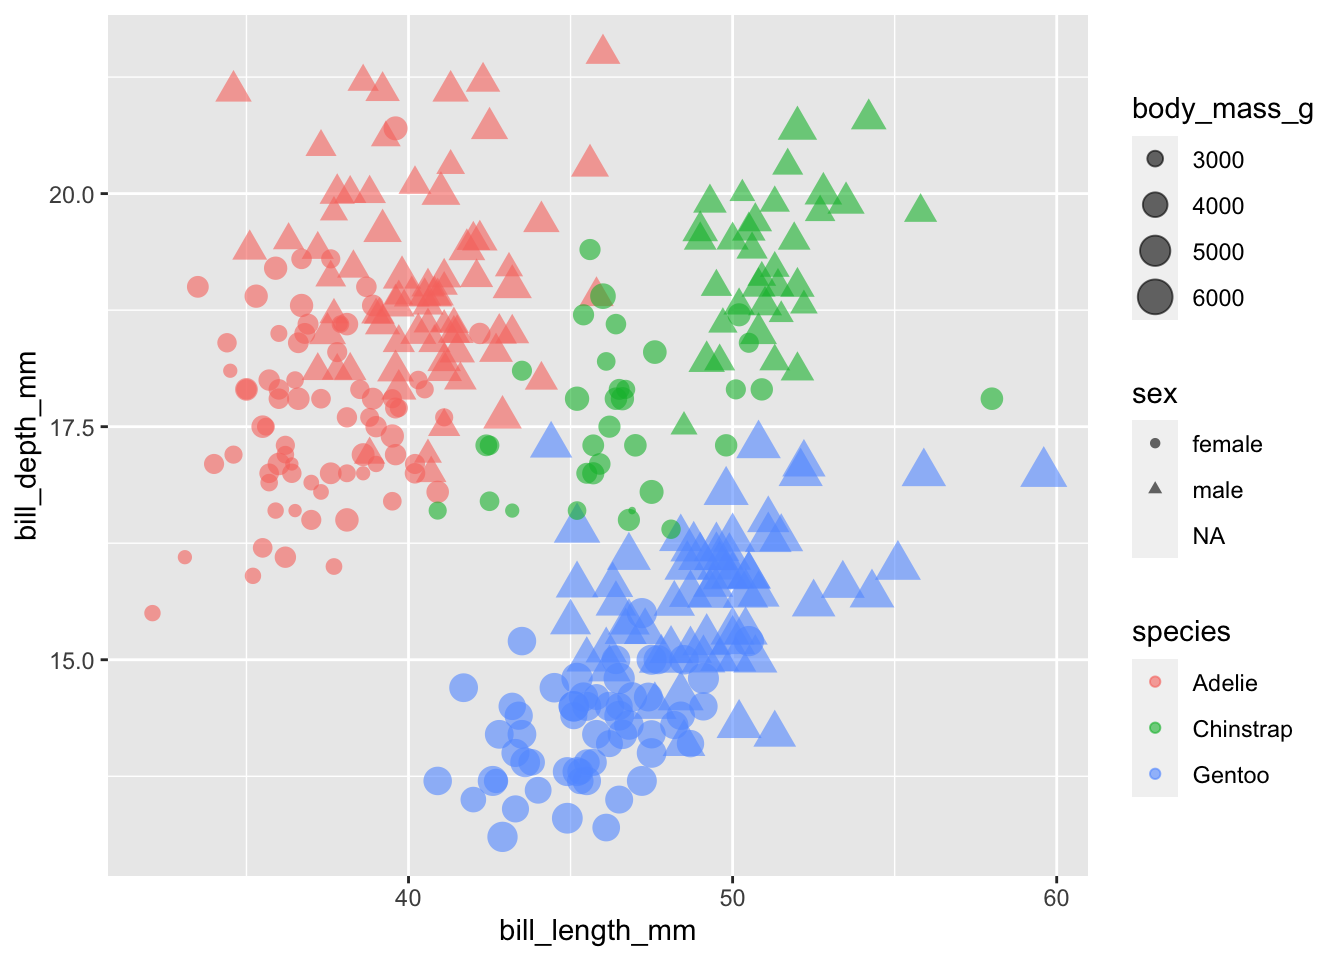 bill_depth_mm
20.0
17.5
15.0
40
50
60
bill_length_mm
body_mass_g
3000
4000
5000
6000
sex
female
male
NA
species
Adelie
Chinstrap
Gentoo